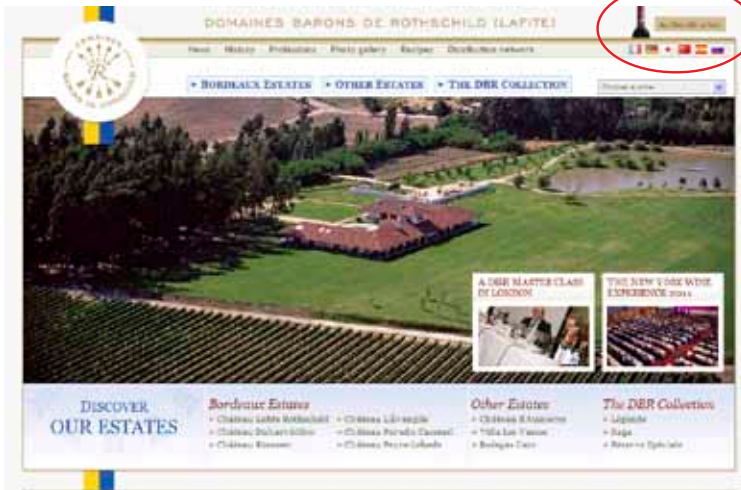 DOMAINES BARONS DE ROTHSCHILD (LAFITE)
News History Professions Photo gallery Recipes Distribution network
BORDEAUX ESTATES OTHER ESTATES THE DBR COLLECTION
A DBR MASTER CLASS
IN LONDON
THE NEW YORK WINE
EXPERIENCE 2011
DISCOVER
OUR ESTATES
Bordeaux Estates
Château Lafite Rothschild
Château Duhart-Milon
Château Rieussec
Château L'Évangile
Château Paradis Casseuil
Château Peyre-Lebade
Other Estates
Château d'Aussières
Viña Los Vascos
Bodegas Caro
The DBR Collection
Légende
Saga
Réserve Spéciale